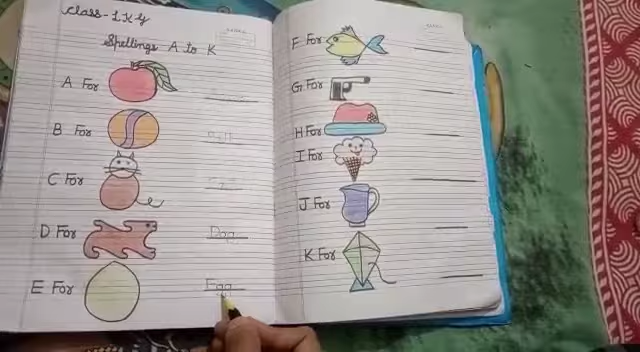 Class - LKG
Spellings A to K
A For
B For Ball
C For
D For Dog
E For Egg
F For
G For
H For
I For
J For
K For